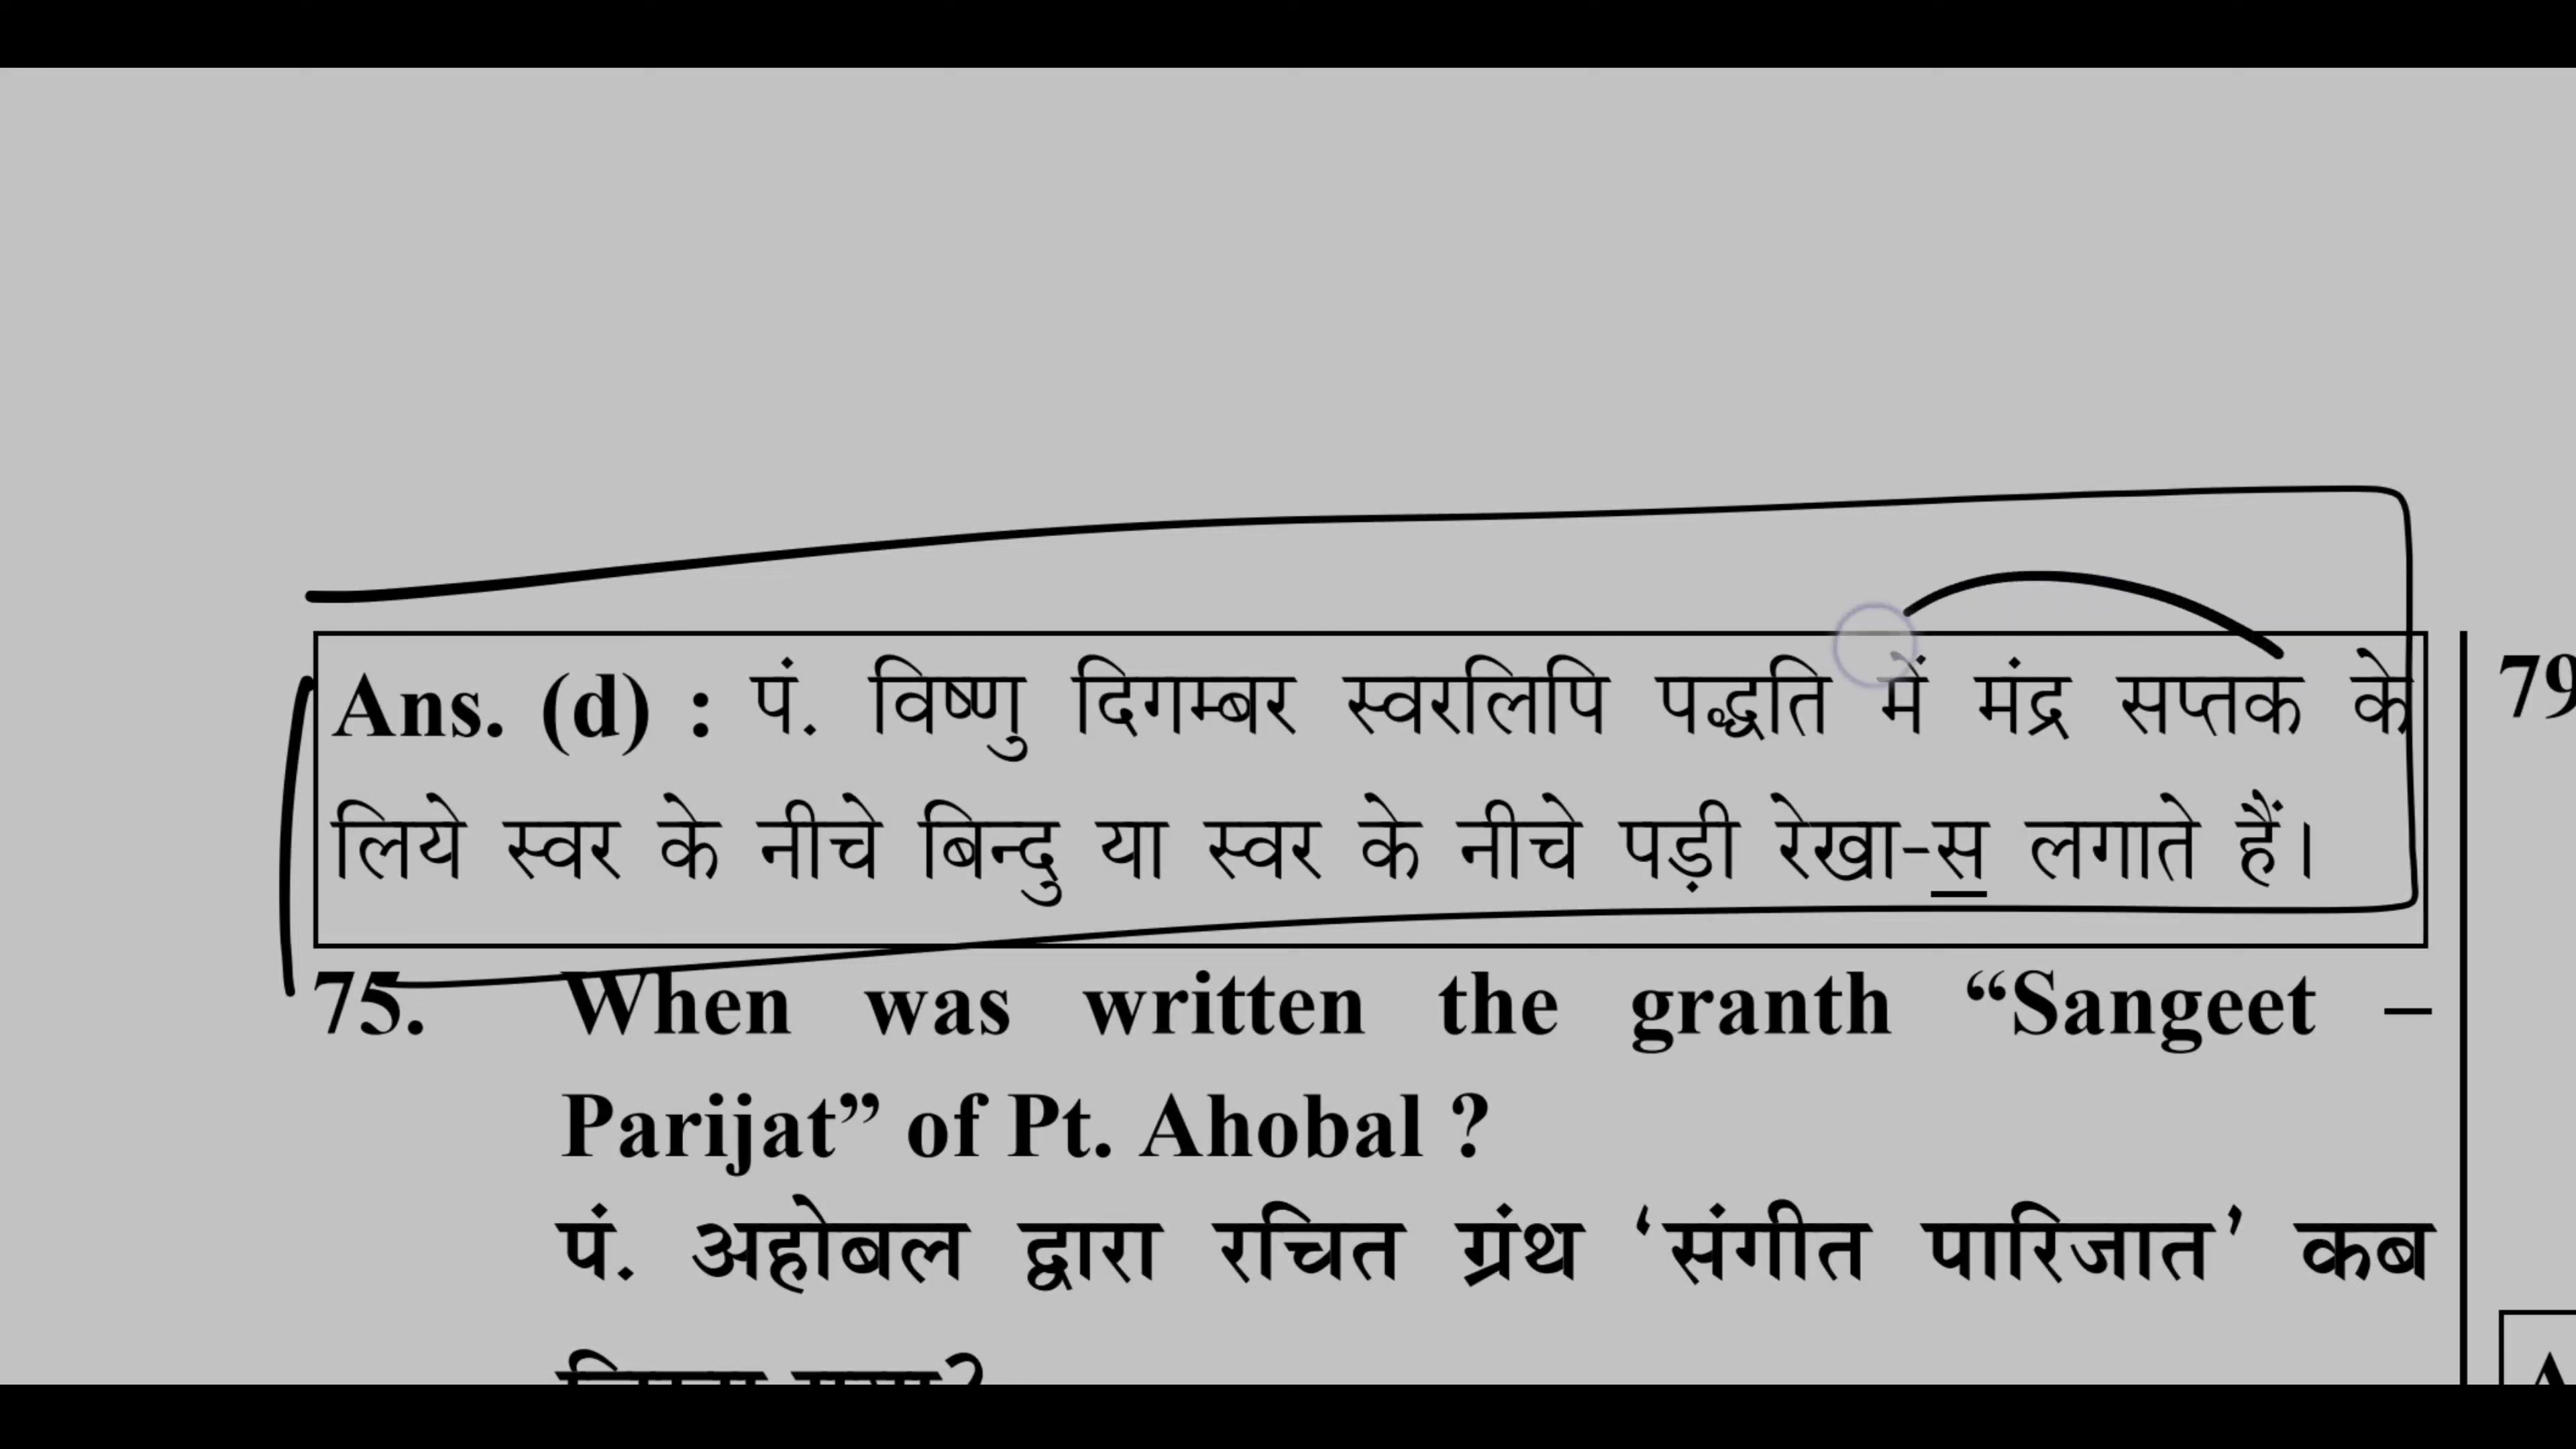 Ans. (d) : पं. विष्णु दिगम्बर स्वरलिपि पद्धति में मंद्र सप्तक के
लिये स्वर के नीचे बिन्दु या स्वर के नीचे पड़ी रेखा-स लगाते हैं।
75. When was written the granth “Sangeet –
Parijat” of Pt. Ahobal ?
पं. अहोबल द्वारा रचित ग्रंथ ‘संगीत पारिजात’ कब
79